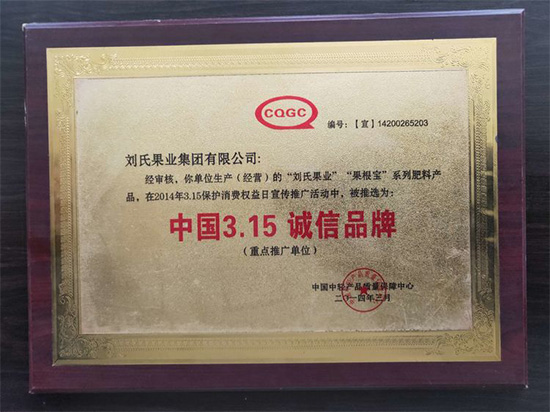 CQGC
编号：【宣】14200265203
刘氏果业集团有限公司：
经审核，你单位生产（经营）的“刘氏果业”“果根宝”系列肥料产
品，在2014年3.15保护消费权益日宣传推广活动中，被推选为：
中国3.15 诚信品牌
（重点推广单位）
中国中轻产品质量保障中心
二〇一四年三月